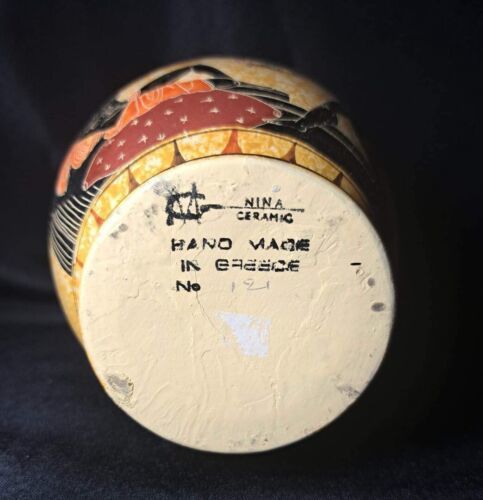 NINA
CERAMIC
HAND MADE
IN GREECE
No 121